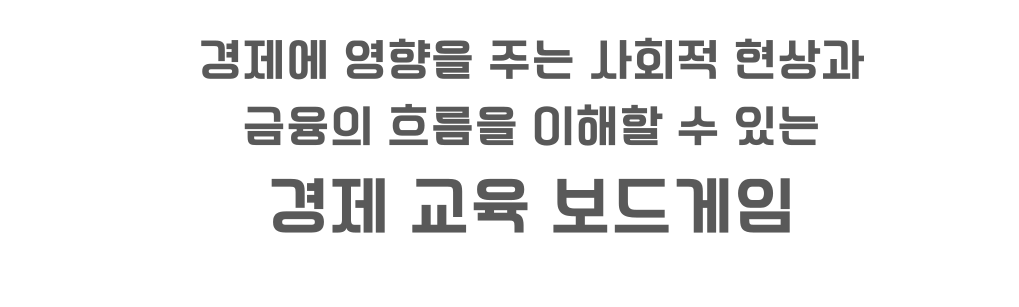 경제에 영향을 주는 사회적 현상과
금융의 흐름을 이해할 수 있는
경제 교육 보드게임